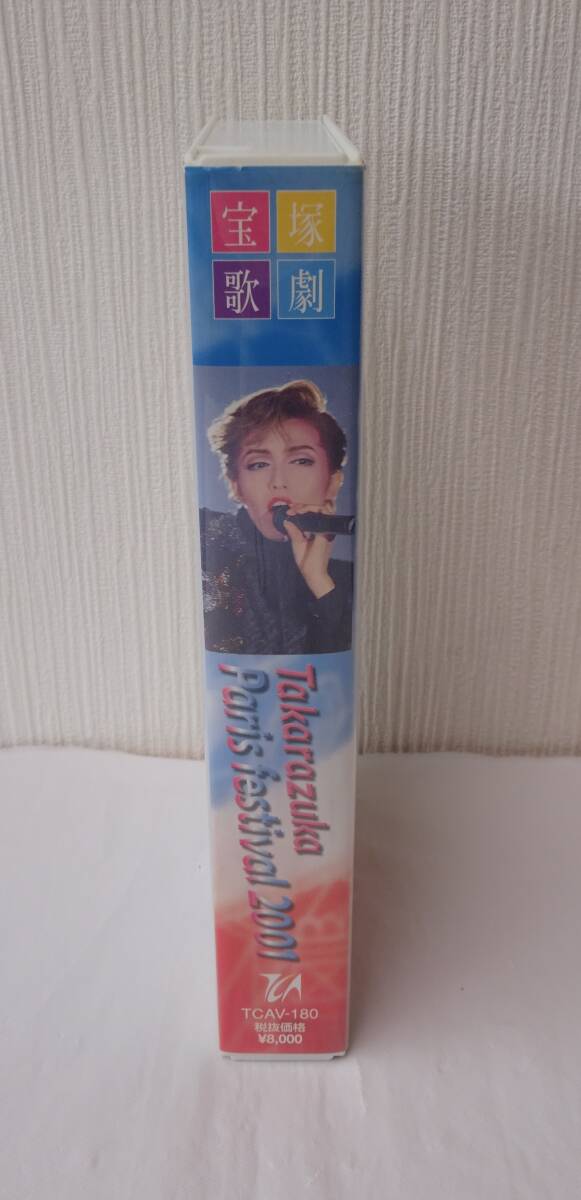 宝塚
歌劇
Takarazuka
Paris festival 2001
TCA
TCAV-180
税抜価格
¥8,000